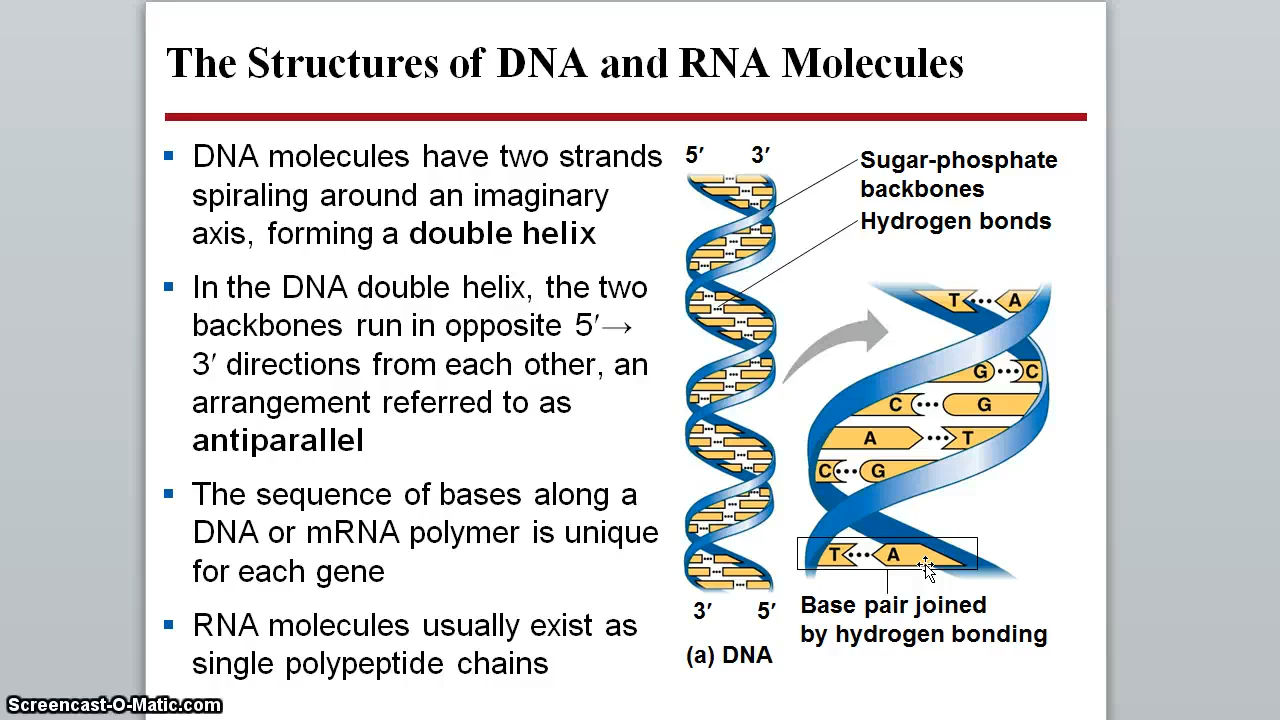 The Structures of DNA and RNA Molecules
DNA molecules have two strands
spiraling around an imaginary
axis, forming a double helix
In the DNA double helix, the two
backbones run in opposite 5′→
3′ directions from each other, an
arrangement referred to as
antiparallel
The sequence of bases along a
DNA or mRNA polymer is unique
for each gene
RNA molecules usually exist as
single polypeptide chains
5′ 3′
Sugar-phosphate
backbones
Hydrogen bonds
T A
G C
C G
A T
C G
T A
3′ 5′
Base pair joined
by hydrogen bonding
(a) DNA
Screencast-O-Matic.com